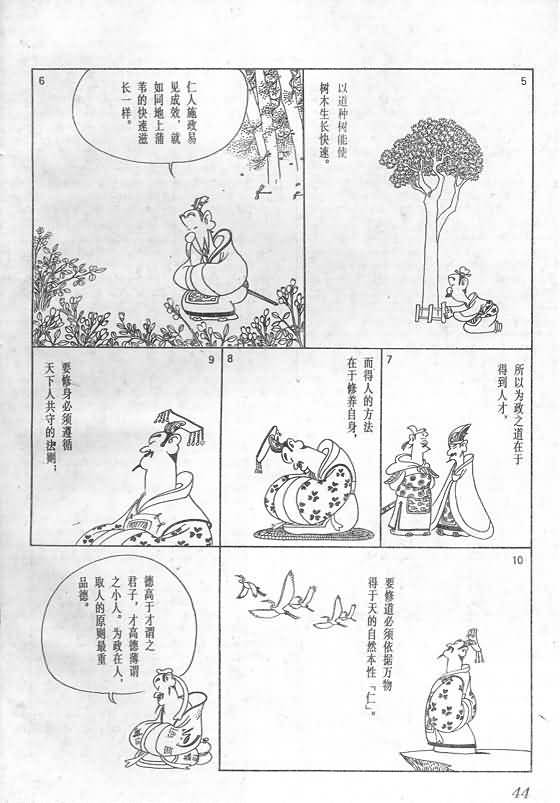 5
以道种树能使
树木生长快速。
6
仁人施政易
见成效，就
如同地上蒲
苇的快速滋
长一样。
7
所以为政之道在于
得到人才。
8
而得人的方法
在于修养自身，
9
要修身必须遵循
天下人共守的法则；
10
要修道必须依据万物
得于天的自然本性「仁」。
德高于才谓之
君子，才高德薄谓
之小人。为政在人，
取人的原则最重
品德。
44